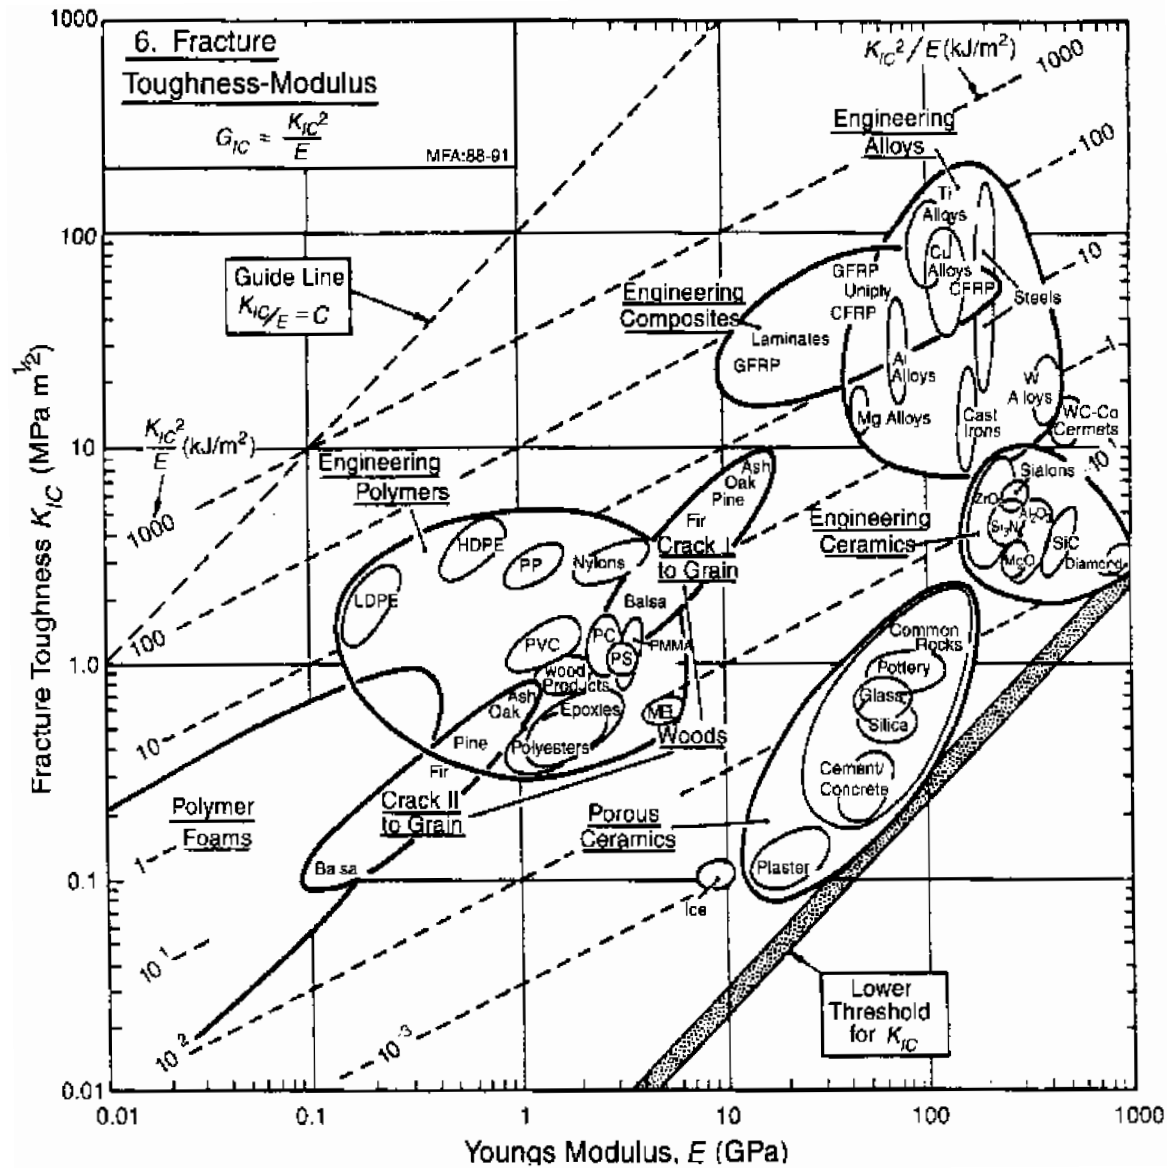 1000
6. Fracture
Toughness-Modulus
G_IC = K_IC²/E
MFA:88-91
K_IC²/E (kJ/m²)
1000
Engineering
Alloys
100
Ti
Alloys
100
Cu
Alloys
10
GFRP
Uniply
CFRP
CFRP
Steels
Guide Line
K_IC/E = C
Engineering
Composites
Laminates
GFRP
Al
Alloys
1
W
Alloys
Mg Alloys
Cast
Irons
WC-Co
Cermets
K_IC²/E (kJ/m²)
10
Engineering
Polymers
Ash
Oak
Pine
Fir
10⁻¹
Sialons
ZrO₂
Al₂O₃
Si₃N₄
SiC
MgO
Diamond
Engineering
Ceramics
1000
HDPE
PP
Nylons
Crack ⊥
to Grain
LDPE
Balsa
100
PVC
PC
PMMA
PS
Common
Rocks
1.0
Wood
Products
Pottery
Ash
Oak
Epoxies
MEL
Glass
Silica
10
Pine
Polyesters
Woods
Fir
Cement/
Concrete
Polymer
Foams
Crack II
to Grain
Porous
Ceramics
1
Balsa
Plaster
0.1
Ice
10⁻¹
10⁻²
10⁻³
Lower
Threshold
for K_IC
0.01
0.01
0.1
1
10
100
1000
Youngs Modulus, E (GPa)
Fracture Toughness K_IC (MPa m^1/2)